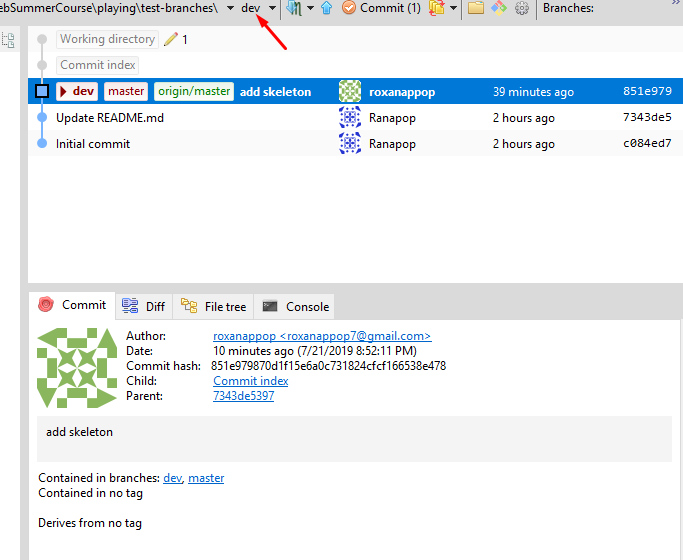 ebSummerCourse\playing\test-branches\ dev Commit (1) Branches: »
Working directory 1
Commit index
dev master origin/master add skeleton roxanappop 39 minutes ago 851e979
Update README.md Ranapop 2 hours ago 7343de5
Initial commit Ranapop 2 hours ago c084ed7
Commit Diff File tree Console
Author: roxanappop <roxanappop7@gmail.com>
Date: 10 minutes ago (7/21/2019 8:52:11 PM)
Commit hash: 851e979870d1f15e6a0c731824cfcf166538e478
Child: Commit index
Parent: 7343de5397
add skeleton
Contained in branches: dev, master
Contained in no tag
Derives from no tag